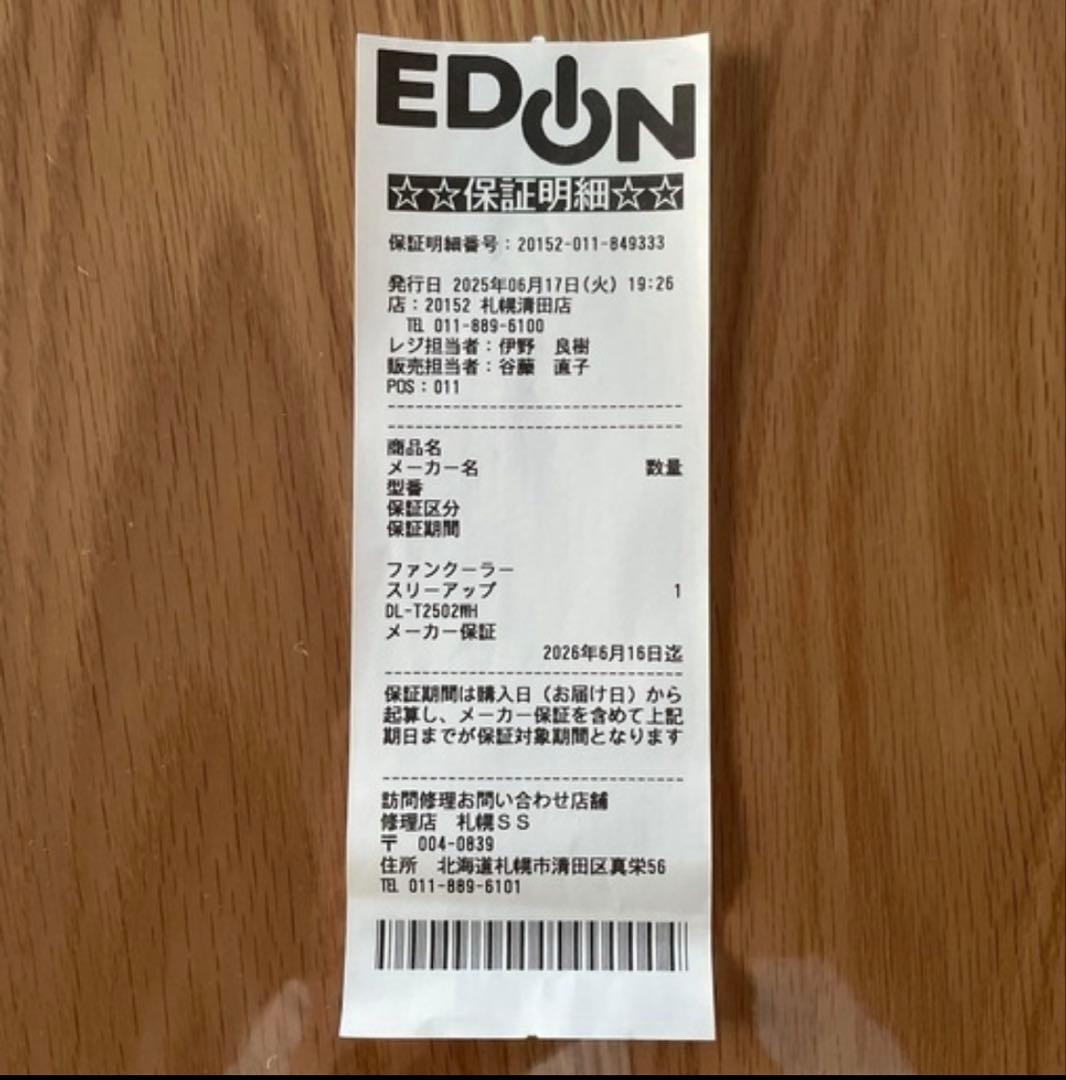 EDION
☆☆保証明細☆☆
保証明細番号：20152-011-849333
発行日 2025年06月17日(火) 19:26
店：20152 札幌清田店
TEL 011-889-6100
レジ担当者：伊野　良樹
販売担当者：谷藤　直子
POS：011
商品名
メーカー名 数量
型番
保証区分
保証期間
ファンクーラー
スリーアップ 1
DL-T2502WH
メーカー保証
2026年6月16日迄
保証期間は購入日（お届け日）から
起算し、メーカー保証を含めて上記
期日までが保証対象期間となります
訪問修理お問い合わせ店舗
修理店　札幌ＳＳ
〒　004-0839
住所　北海道札幌市清田区真栄56
TEL 011-889-6101